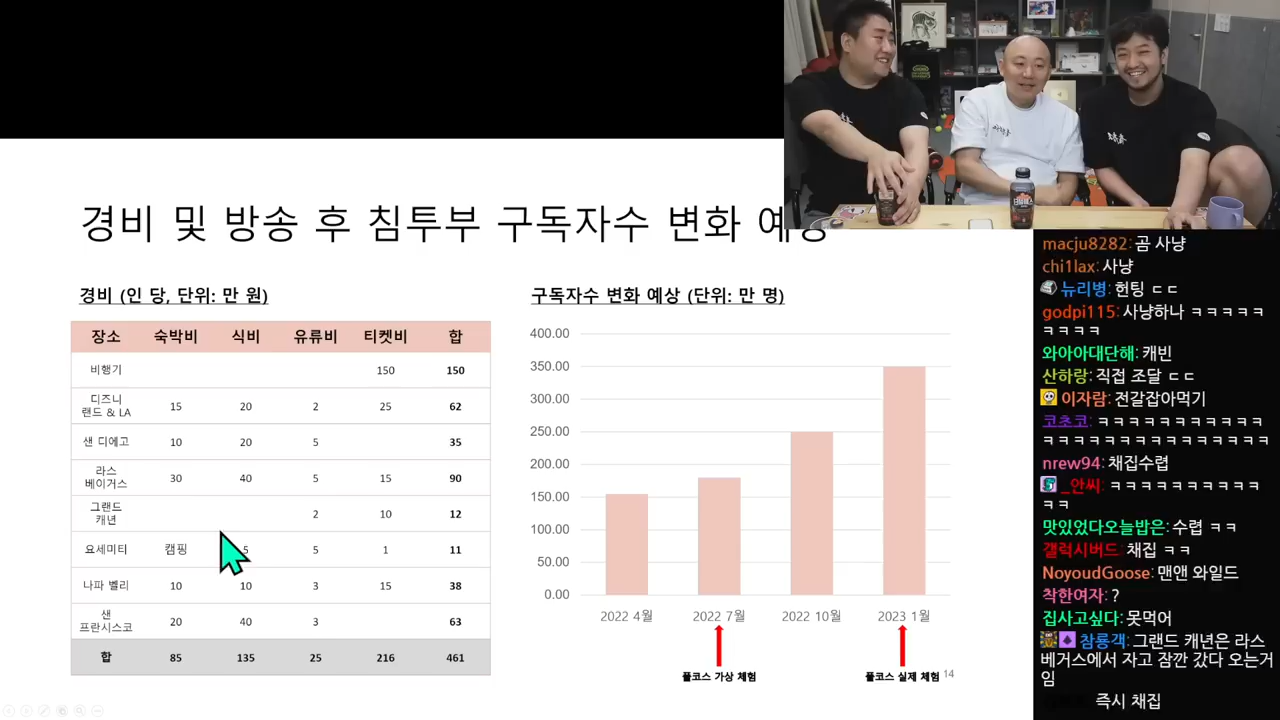 경비 및 방송 후 침투부 구독자수 변화 예상
경비 (인 당, 단위: 만 원)
장소 숙박비 식비 유류비 티켓비 합
비행기 150 150
디즈니
랜드 & LA 15 20 2 25 62
샌 디에고 10 20 5 35
라스
베이거스 30 40 5 15 90
그랜드
캐년 2 10 12
요세미티 캠핑 5 5 1 11
나파 벨리 10 10 3 15 38
샌
프란시스코 20 40 3 63
합 85 135 25 216 461
구독자수 변화 예상 (단위: 만 명)
400.00
350.00
300.00
250.00
200.00
150.00
100.00
50.00
0.00
2022 4월 2022 7월 2022 10월 2023 1월
풀코스 가상 체험 풀코스 실제 체험 14
macju8282: 곰 사냥
chi1lax: 사냥
뉴리병: 헌팅 ㄷㄷ
godpi115: 사냥하나 ㅋㅋㅋㅋㅋ
ㅋㅋㅋㅋ
와아아대단해: 캐빈
산하랑: 직접 조달 ㄷㄷ
이자람: 전갈잡아먹기
코초코: ㅋㅋㅋㅋㅋㅋㅋㅋㅋㅋㅋ
ㅋㅋㅋㅋㅋㅋㅋㅋㅋㅋㅋㅋㅋㅋㅋ
nrew94: 채집수렵
_안씨: ㅋㅋㅋㅋㅋㅋㅋㅋㅋㅋ
ㅋㅋ
맛있었다오늘밥은: 수렵 ㅋㅋ
갤럭시버드: 채집 ㅋㅋ
NoyoudGoose: 맨앤 와일드
착한여자: ?
집사고싶다: 못먹어
참룡객: 그랜드 캐년은 라스
베거스에서 자고 잠깐 갔다 오는거
임
즉시 채집